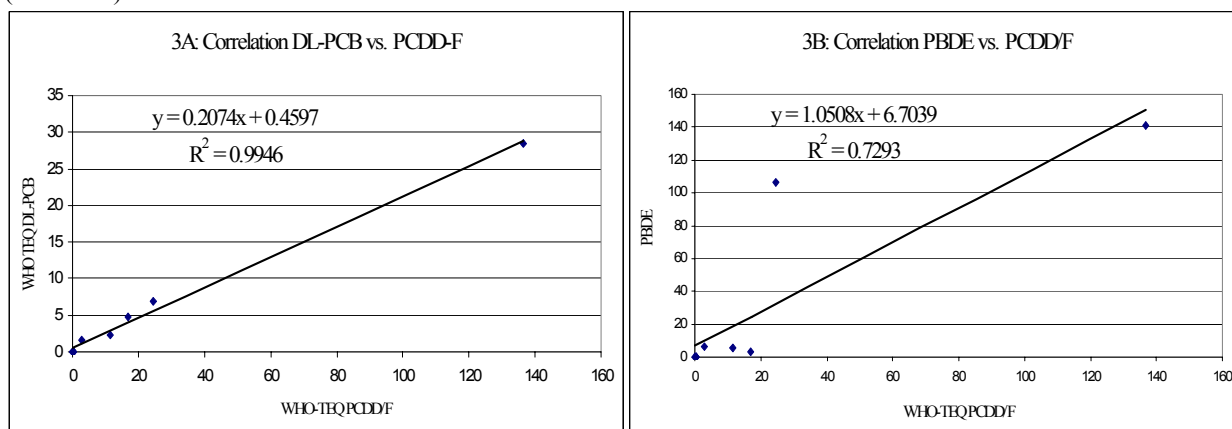 3A: Correlation DL-PCB vs. PCDD-F
y = 0.2074x + 0.4597
R² = 0.9946
35
30
25
20
15
10
5
0
WHO TEQ DL-PCB
0 20 40 60 80 100 120 140 160
WHO-TEQ PCDD/F
3B: Correlation PBDE vs. PCDD/F
y = 1.0508x + 6.7039
R² = 0.7293
160
140
120
100
80
60
40
20
0
PBDE
0 20 40 60 80 100 120 140 160
WHO-TEQ PCDD/F